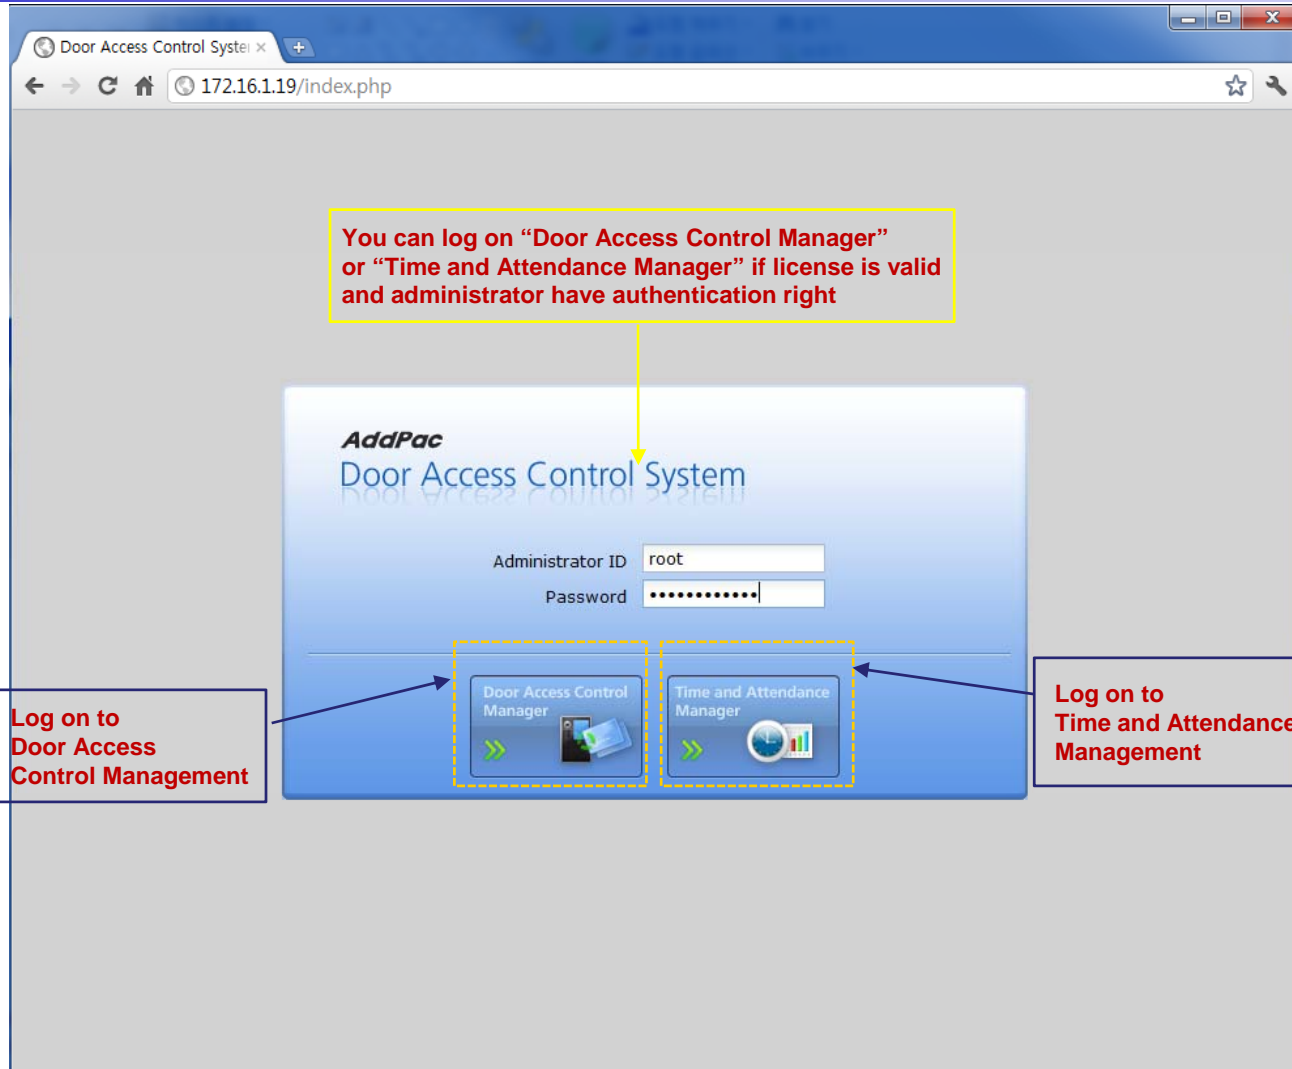 Door Access Control Syster
172.16.1.19/index.php
You can log on “Door Access Control Manager”
or “Time and Attendance Manager” if license is valid
and administrator have authentication right
AddPac
Door Access Control System
Administrator ID root
Password ••••••••••••
Door Access Control
Manager
Time and Attendance
Manager
Log on to
Door Access
Control Management
Log on to
Time and Attendance
Management